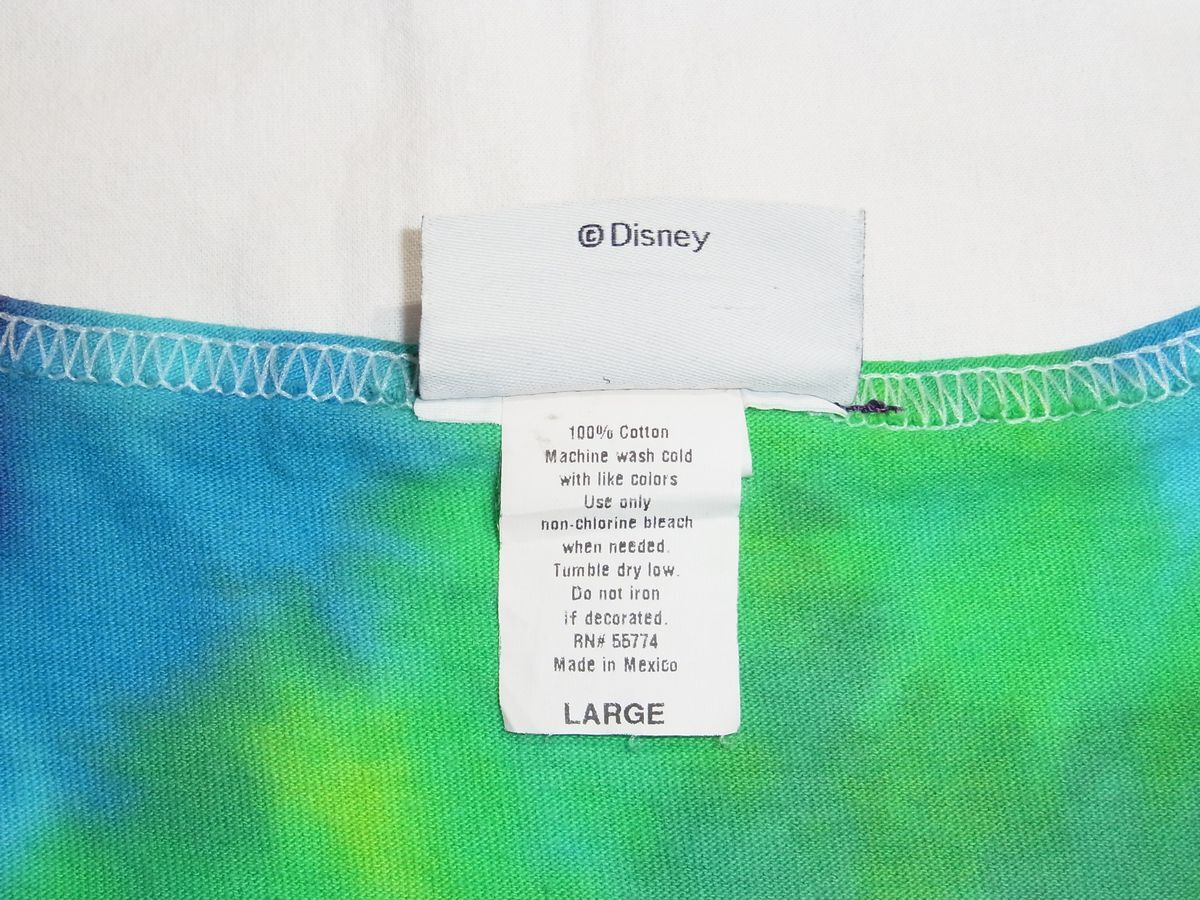 ©Disney
100% Cotton
Machine wash cold
with like colors
Use only
non-chlorine bleach
when needed.
Tumble dry low.
Do not iron
if decorated.
RN# 55774
Made in Mexico
LARGE